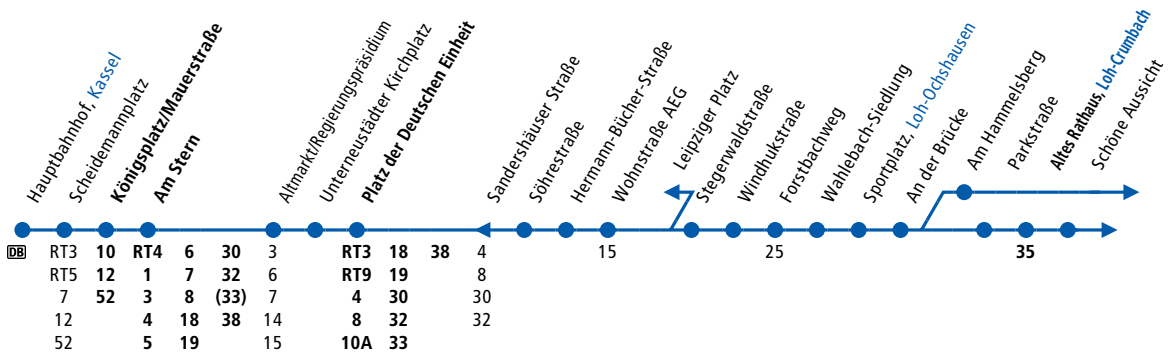 Hauptbahnhof, Kassel
Scheidemannplatz
Königsplatz/Mauerstraße
Am Stern
Altmarkt/Regierungspräsidium
Unterneustädter Kirchplatz
Platz der Deutschen Einheit
Sandershäuser Straße
Söhrestraße
Hermann-Bücher-Straße
Wohnstraße AEG
Leipziger Platz
Stegerwaldstraße
Windhukstraße
Forstbachweg
Wahlebach-Siedlung
Sportplatz, Loh-Ochshausen
An der Brücke
Am Hammelsberg
Parkstraße
Altes Rathaus, Loh-Crumbach
Schöne Aussicht
DB RT3 10 RT4 6 30 3 RT3 18 38 4 15 25 35
RT5 12 1 7 32 6 RT9 19 8
7 52 3 8 (33) 7 4 30 30
12 4 18 38 14 8 32 32
52 5 19 15 10A 33